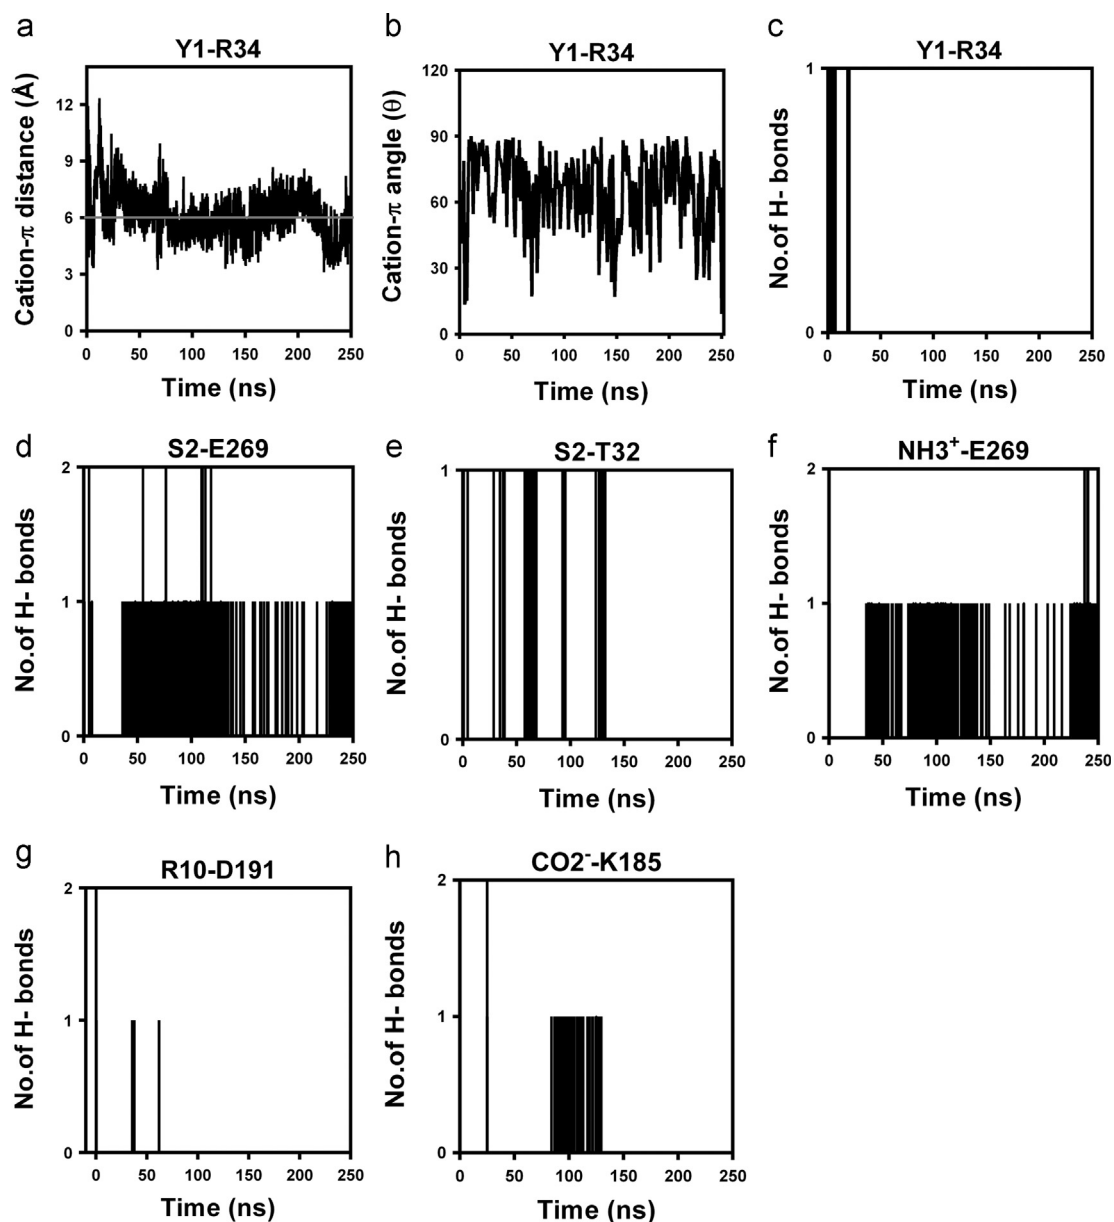 a
Y1-R34
Cation-π distance (Å)
12
9
6
3
0
0 50 100 150 200 250
Time (ns)
b
Y1-R34
Cation-π angle (θ)
120
90
60
30
0
0 50 100 150 200 250
Time (ns)
c
Y1-R34
No.of H- bonds
1
0
0 50 100 150 200 250
Time (ns)
d
S2-E269
No.of H- bonds
2
1
0
0 50 100 150 200 250
Time (ns)
e
S2-T32
No.of H- bonds
1
0
0 50 100 150 200 250
Time (ns)
f
NH3⁺-E269
No.of H- bonds
2
1
0
0 50 100 150 200 250
Time (ns)
g
R10-D191
No.of H- bonds
2
1
0
0 50 100 150 200 250
Time (ns)
h
CO2⁻-K185
No.of H- bonds
2
1
0
0 50 100 150 200 250
Time (ns)